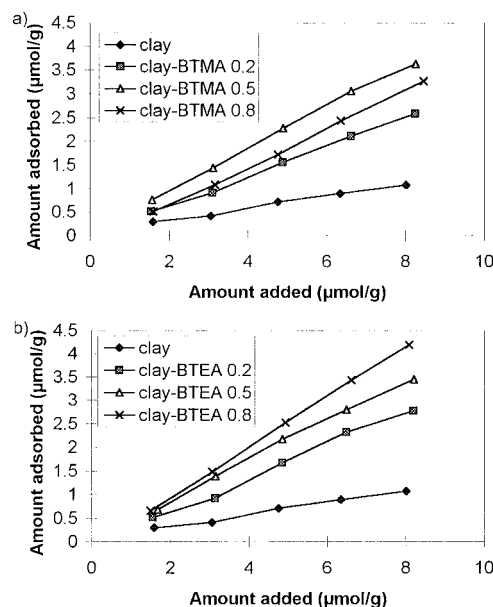 a)
Amount adsorbed (μmol/g)
4.5
4
3.5
3
2.5
2
1.5
1
0.5
0
clay
clay-BTMA 0.2
clay-BTMA 0.5
clay-BTMA 0.8
0 2 4 6 8 10
Amount added (μmol/g)
b)
Amount adsorbed (μmol/g)
4.5
4
3.5
3
2.5
2
1.5
1
0.5
0
clay
clay-BTEA 0.2
clay-BTEA 0.5
clay-BTEA 0.8
0 2 4 6 8 10
Amount added (μmol/g)